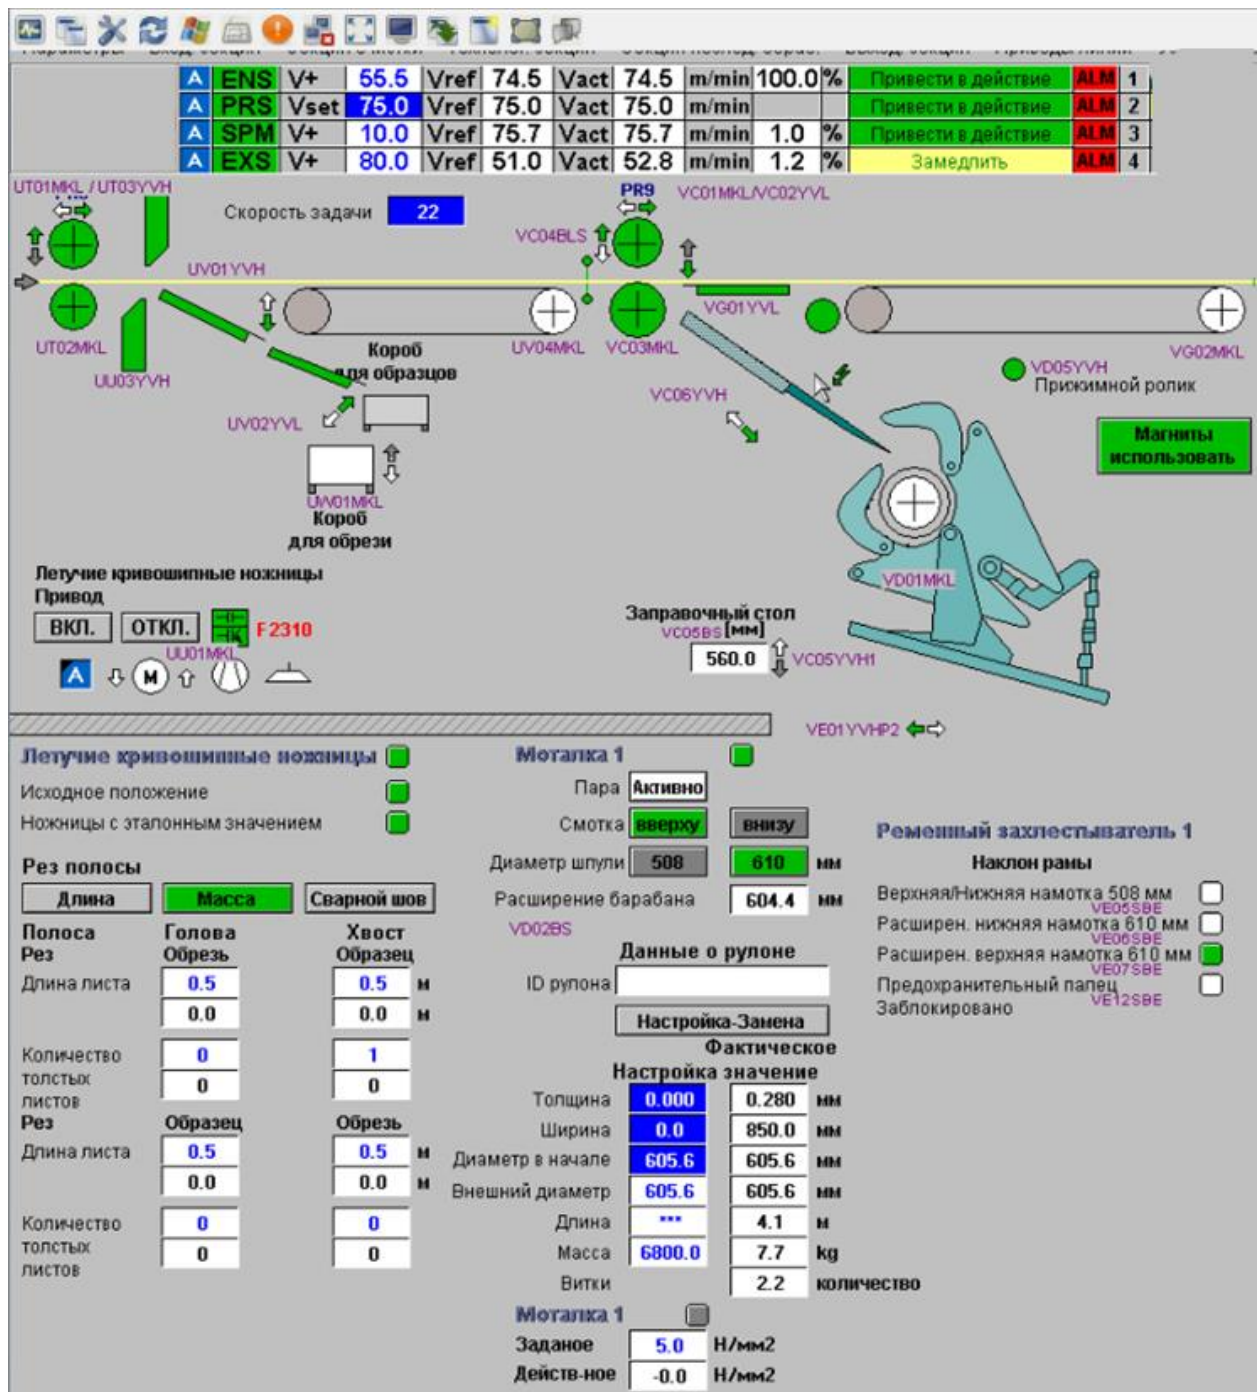 A ENS V+ 55.5 Vref 74.5 Vact 74.5 m/min 100.0 % Привести в действие ALM 1
A PRS Vset 75.0 Vref 75.0 Vact 75.0 m/min Привести в действие ALM 2
A SPM V+ 10.0 Vref 75.7 Vact 75.7 m/min 1.0 % Привести в действие ALM 3
A EXS V+ 80.0 Vref 51.0 Vact 52.8 m/min 1.2 % Замедлить ALM 4
UT01MKL / UT03YVH
PR9
VC01MKL/VC02YVL
Скорость задачи 22
VC04BLS
UV01YVH
VG01YVL
UT02MKL
Короб
для образцов
UV04MKL
VC03MKL
VG02MKL
UU03YVH
VD05YVH
Прижимной ролик
VC06YVH
UV02YVL
Магниты
использовать
UW01MKL
Короб
для обрези
Летучие кривошипные ножницы
Привод
ВКЛ. ОТКЛ. F2310
UU01MKL
A M
VD01MKL
Заправочный стол
VC05BS [мм]
560.0 VC05YVH1
VE01YVHP2
Летучие кривошипные ножницы
Исходное положение
Ножницы с эталонным значением
Рез полосы
Длина Масса Сварной шов
Полоса Голова Хвост
Рез Обрезь Образец
Длина листа 0.5 0.5 м
0.0 0.0 м
Количество 0 1
толстых 0 0
листов
Рез Образец Обрезь
Длина листа 0.5 0.5 м
0.0 0.0 м
Количество 0 0
толстых 0 0
листов
Моталка 1
Пара Активно
Смотка вверху внизу
Диаметр шпули 508 610 мм
Расширение барабана 604.4 мм
VD02BS
Данные о рулоне
ID рулона
Настройка-Замена
Фактическое
Настройка значение
Толщина 0.000 0.280 мм
Ширина 0.0 850.0 мм
Диаметр в начале 605.6 605.6 мм
Внешний диаметр 605.6 605.6 мм
Длина *** 4.1 м
Масса 6800.0 7.7 kg
Витки 2.2 количество
Моталка 1
Заданое 5.0 Н/мм2
Действ-ное -0.0 Н/мм2
Ременный захлестыватель 1
Наклон рамы
Верхняя/Нижняя намотка 508 мм
VE05SBE
Расширен. нижняя намотка 610 мм
VE06SBE
Расширен. верхняя намотка 610 мм
VE07SBE
Предохранительный палец
VE12SBE
Заблокировано